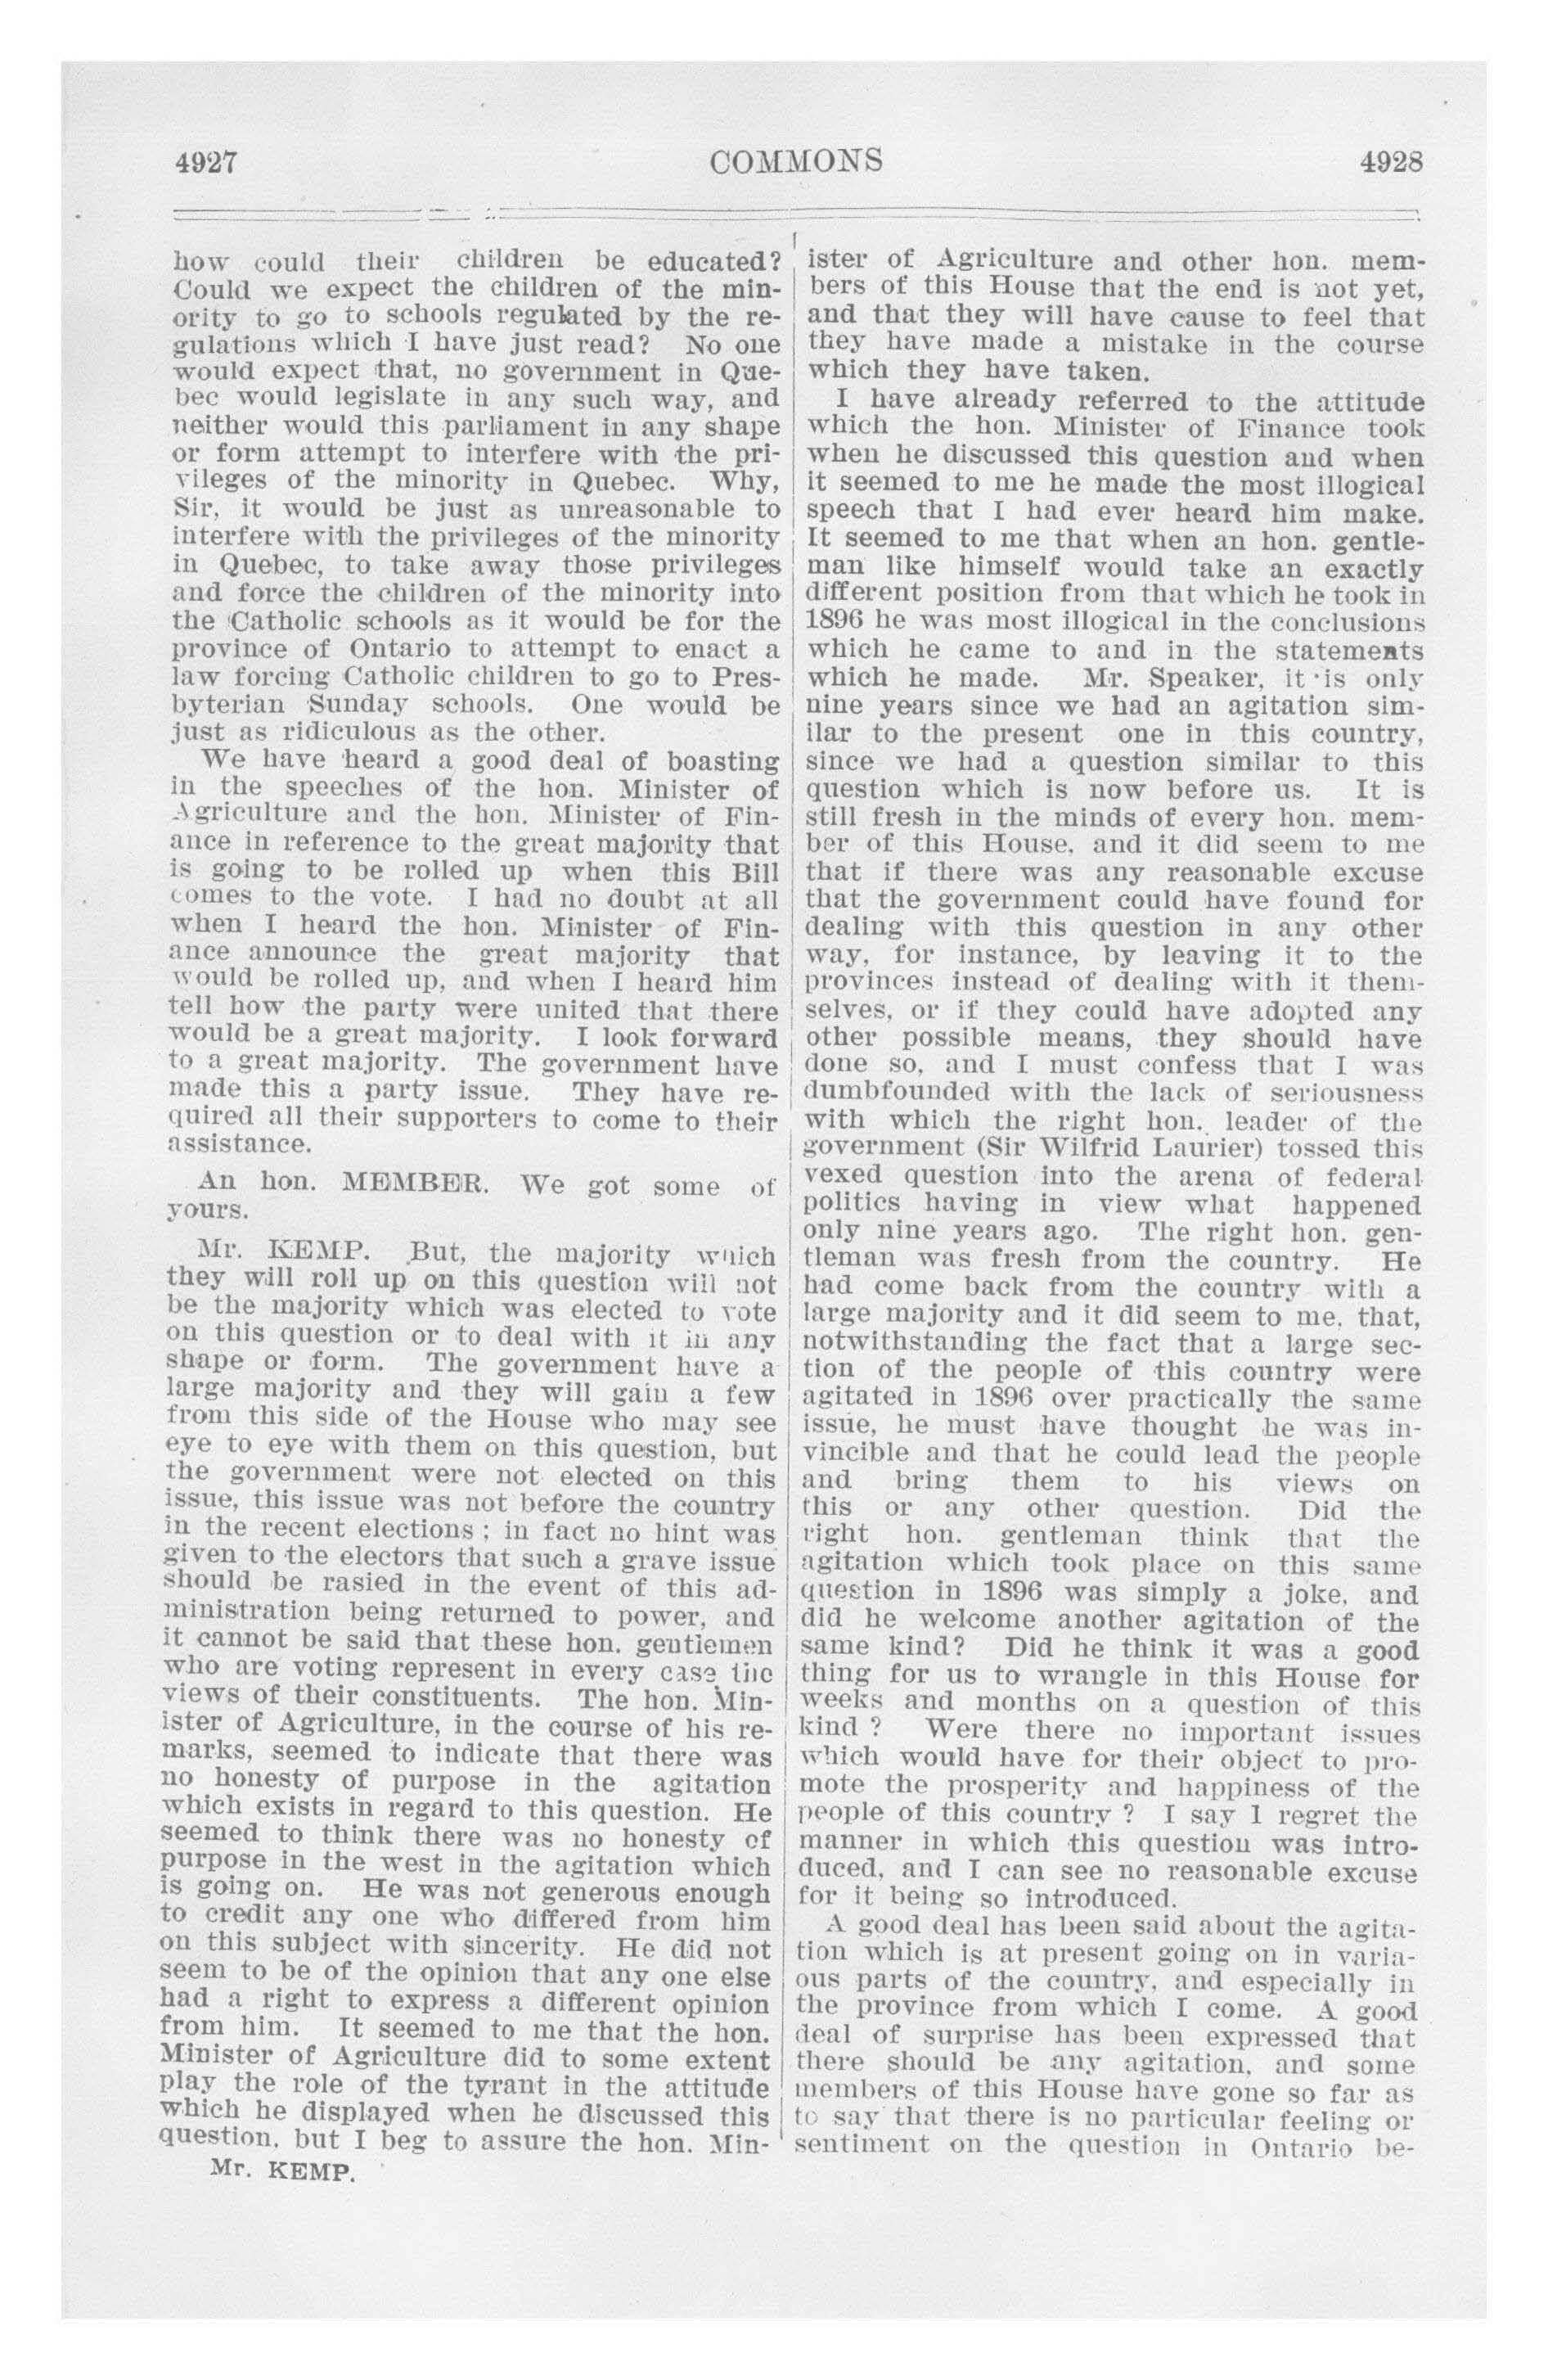 4927
COMMONS
4928
how could their children be educated?
Could we expect the children of the min-
ority to go to schools regulated by the re-
gulations which I have just read? No one
would expect that, no government in Que-
bec would legislate in any such way, and
neither would this parliament in any shape
or form attempt to interfere with the pri-
vileges of the minority in Quebec. Why,
Sir, it would be just as unreasonable to
interfere with the privileges of the minority
in Quebec, to take away those privileges
and force the children of the minority into
the Catholic schools as it would be for the
province of Ontario to attempt to enact a
law forcing Catholic children to go to Pres-
byterian Sunday schools. One would be
just as ridiculous as the other.
We have heard a good deal of boasting
in the speeches of the hon. Minister of
Agriculture and the hon. Minister of Fin-
ance in reference to the great majority that
is going to be rolled up when this Bill
comes to the vote. I had no doubt at all
when I heard the hon. Minister of Fin-
ance announce the great majority that
would be rolled up, and when I heard him
tell how the party were united that there
would be a great majority. I look forward
to a great majority. The government have
made this a party issue. They have re-
quired all their supporters to come to their
assistance.
An hon. MEMBER. We got some of
yours.
Mr. KEMP. But, the majority which
they will roll up on this question will not
be the majority which was elected to vote
on this question or to deal with it in any
shape or form. The government have a
large majority and they will gain a few
from this side of the House who may see
eye to eye with them on this question, but
the government were not elected on this
issue, this issue was not before the country
in the recent elections ; in fact no hint was
given to the electors that such a grave issue
should be rasied in the event of this ad-
ministration being returned to power, and
it cannot be said that these hon. gentlemen
who are voting represent in every case the
views of their constituents. The hon. Min-
ister of Agriculture, in the course of his re-
marks, seemed to indicate that there was
no honesty of purpose in the agitation
which exists in regard to this question. He
seemed to think there was no honesty of
purpose in the west in the agitation which
is going on. He was not generous enough
to credit any one who differed from him
on this subject with sincerity. He did not
seem to be of the opinion that any one else
had a right to express a different opinion
from him. It seemed to me that the hon.
Minister of Agriculture did to some extent
play the role of the tyrant in the attitude
which he displayed when he discussed this
question, but I beg to assure the hon. Min-
Mr. KEMP.
ister of Agriculture and other hon. mem-
bers of this House that the end is not yet,
and that they will have cause to feel that
they have made a mistake in the course
which they have taken.
I have already referred to the attitude
which the hon. Minister of Finance took
when he discussed this question and when
it seemed to me he made the most illogical
speech that I had ever heard him make.
It seemed to me that when an hon. gentle-
man like himself would take an exactly
different position from that which he took in
1896 he was most illogical in the conclusions
which he came to and in the statements
which he made. Mr. Speaker, it is only
nine years since we had an agitation sim-
ilar to the present one in this country,
since we had a question similar to this
question which is now before us. It is
still fresh in the minds of every hon. mem-
ber of this House, and it did seem to me
that if there was any reasonable excuse
that the government could have found for
dealing with this question in any other
way, for instance, by leaving it to the
provinces instead of dealing with it them-
selves, or if they could have adopted any
other possible means, they should have
done so, and I must confess that I was
dumbfounded with the lack of seriousness
with which the right hon. leader of the
government (Sir Wilfrid Laurier) tossed this
vexed question into the arena of federal
politics having in view what happened
only nine years ago. The right hon. gen-
tleman was fresh from the country. He
had come back from the country with a
large majority and it did seem to me, that,
notwithstanding the fact that a large sec-
tion of the people of this country were
agitated in 1896 over practically the same
issue, he must have thought he was in-
vincible and that he could lead the people
and bring them to his views on
this or any other question. Did the
right hon. gentleman think that the
agitation which took place on this same
question in 1896 was simply a joke, and
did he welcome another agitation of the
same kind? Did he think it was a good
thing for us to wrangle in this House for
weeks and months on a question of this
kind ? Were there no important issues
which would have for their object to pro-
mote the prosperity and happiness of the
people of this country ? I say I regret the
manner in which this question was intro-
duced, and I can see no reasonable excuse
for it being so introduced.
A good deal has been said about the agita-
tion which is at present going on in varia-
ous parts of the country, and especially in
the province from which I come. A good
deal of surprise has been expressed that
there should be any agitation, and some
members of this House have gone so far as
to say that there is no particular feeling or
sentiment on the question in Ontario be-